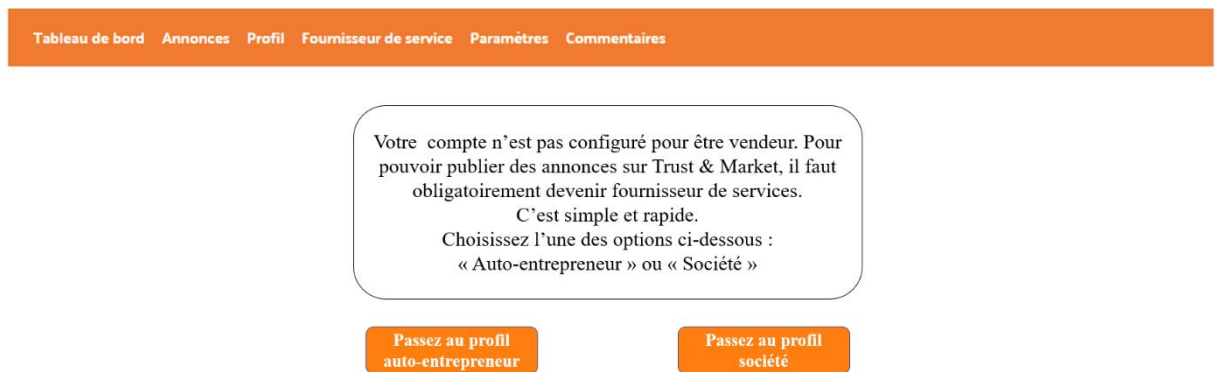 Tableau de bord Annonces Profil Fournisseur de service Paramètres Commentaires
Votre compte n’est pas configuré pour être vendeur. Pour
pouvoir publier des annonces sur Trust & Market, il faut
obligatoirement devenir fournisseur de services.
C’est simple et rapide.
Choisissez l’une des options ci-dessous :
« Auto-entrepreneur » ou « Société »
Passez au profil
auto-entrepreneur
Passez au profil
société